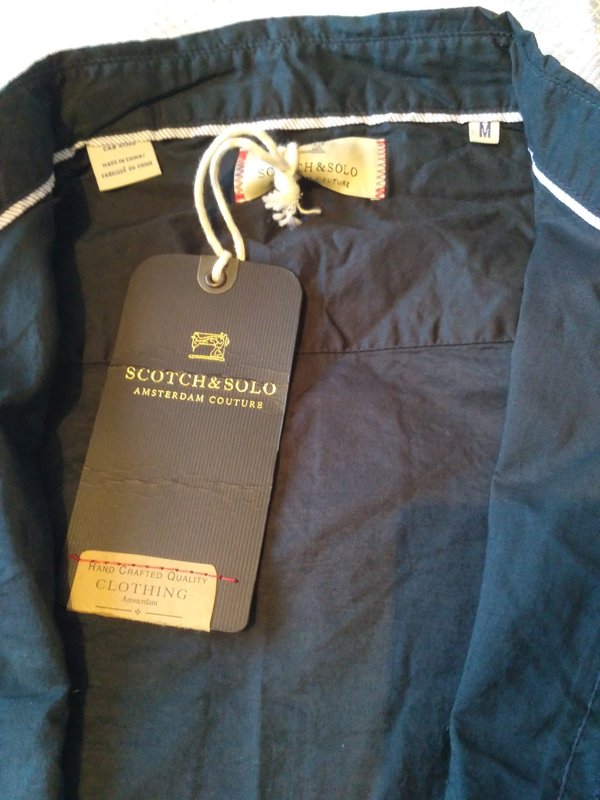 MADE IN CHINA/
FABRIQUÉ EN CHINE
SCOTCH & SOLO
COUTURE
M
SCOTCH & SOLO
AMSTERDAM COUTURE
HAND CRAFTED QUALITY
CLOTHING
Amsterdam